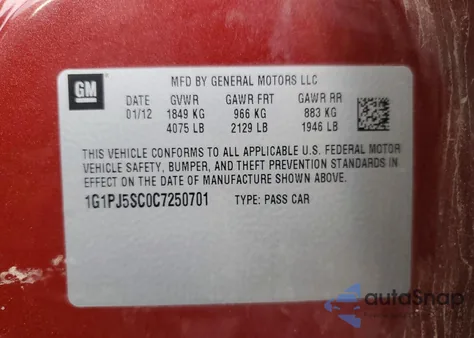 GM
MFD BY GENERAL MOTORS LLC
DATE GVWR GAWR FRT GAWR RR
01/12 1849 KG 966 KG 883 KG
4075 LB 2129 LB 1946 LB
THIS VEHICLE CONFORMS TO ALL APPLICABLE U.S. FEDERAL MOTOR
VEHICLE SAFETY, BUMPER, AND THEFT PREVENTION STANDARDS IN
EFFECT ON THE DATE OF MANUFACTURE SHOWN ABOVE.
1G1PJ5SC0C7250701 TYPE: PASS CAR
autoSnap